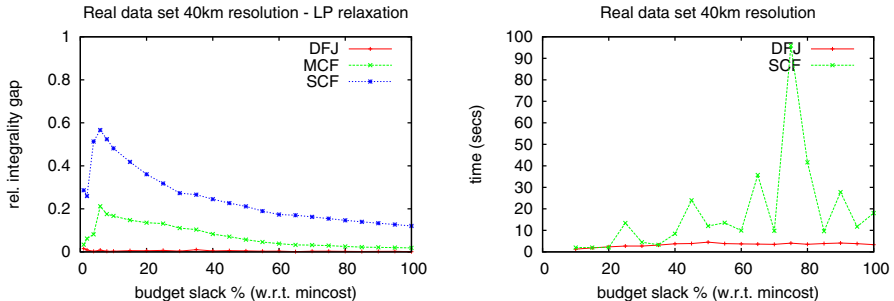 Real data set 40km resolution - LP relaxation
1
0.8
0.6
0.4
0.2
0
rel. integrality gap
DFJ
MCF
SCF
0 20 40 60 80 100
budget slack % (w.r.t. mincost)
Real data set 40km resolution
100
90
80
70
60
50
40
30
20
10
0
time (secs)
DFJ
SCF
0 20 40 60 80 100
budget slack % (w.r.t. mincost)